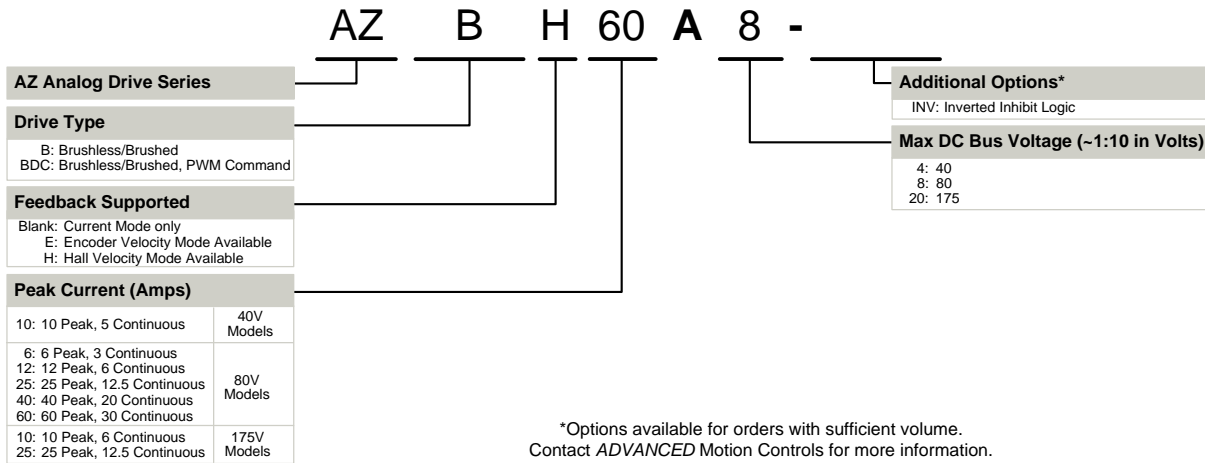 AZ B H 60 A 8 -
AZ Analog Drive Series
Drive Type
B: Brushless/Brushed
BDC: Brushless/Brushed, PWM Command
Feedback Supported
Blank: Current Mode only
E: Encoder Velocity Mode Available
H: Hall Velocity Mode Available
Peak Current (Amps)
10: 10 Peak, 5 Continuous
40V
Models
6: 6 Peak, 3 Continuous
12: 12 Peak, 6 Continuous
25: 25 Peak, 12.5 Continuous
40: 40 Peak, 20 Continuous
60: 60 Peak, 30 Continuous
80V
Models
10: 10 Peak, 6 Continuous
25: 25 Peak, 12.5 Continuous
175V
Models
Additional Options*
INV: Inverted Inhibit Logic
Max DC Bus Voltage (~1:10 in Volts)
4: 40
8: 80
20: 175
*Options available for orders with sufficient volume.
Contact ADVANCED Motion Controls for more information.